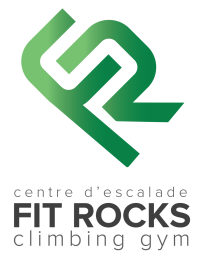 centre d'escalade
FIT ROCKS
climbing gym